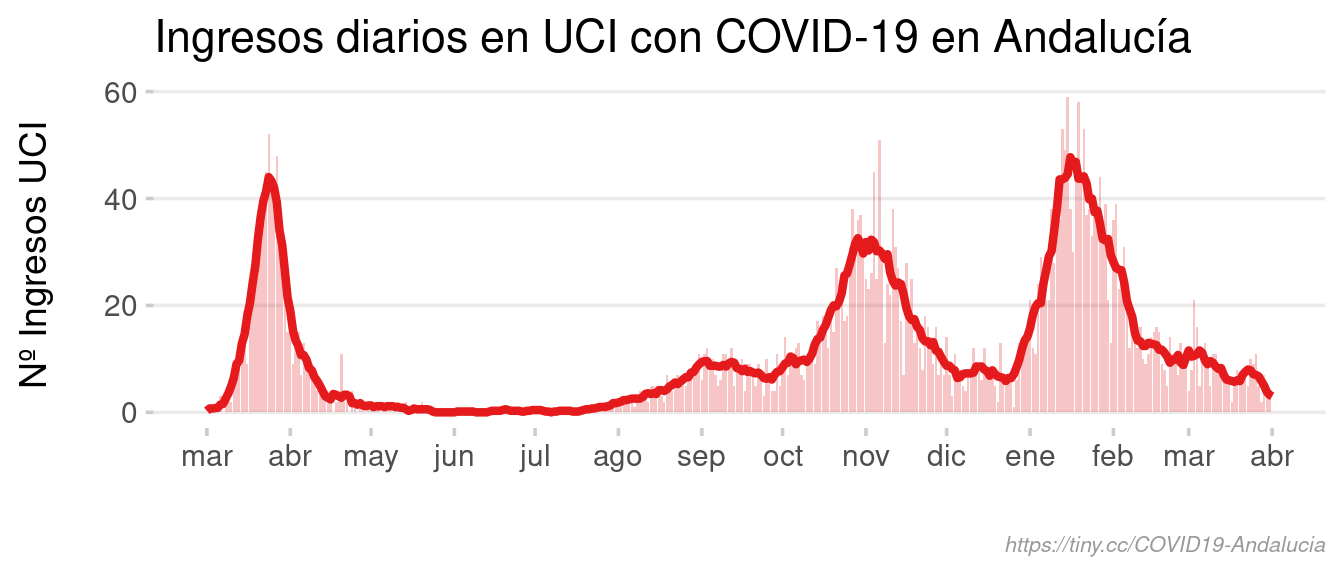 Ingresos diarios en UCI con COVID-19 en Andalucía
Nº Ingresos UCI
60
40
20
0
mar abr may jun jul ago sep oct nov dic ene feb mar abr
https://tiny.cc/COVID19-Andalucia